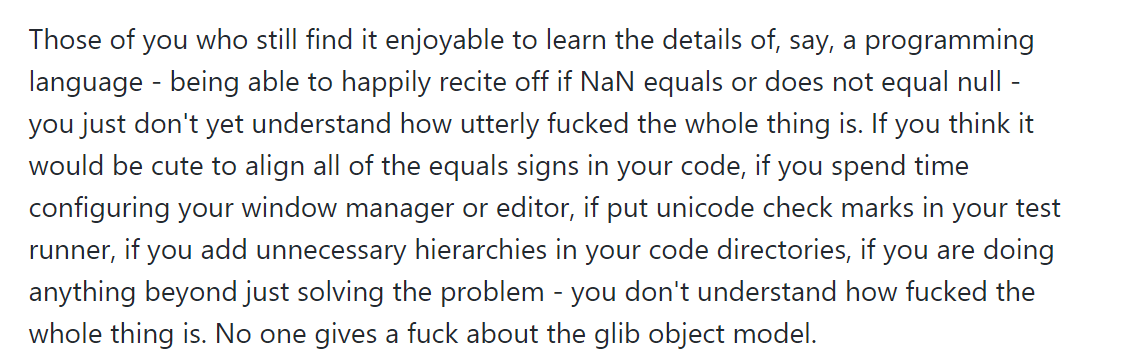 Those of you who still find it enjoyable to learn the details of, say, a programming
language - being able to happily recite off if NaN equals or does not equal null -
you just don't yet understand how utterly fucked the whole thing is. If you think it
would be cute to align all of the equals signs in your code, if you spend time
configuring your window manager or editor, if put unicode check marks in your test
runner, if you add unnecessary hierarchies in your code directories, if you are doing
anything beyond just solving the problem - you don't understand how fucked the
whole thing is. No one gives a fuck about the glib object model.